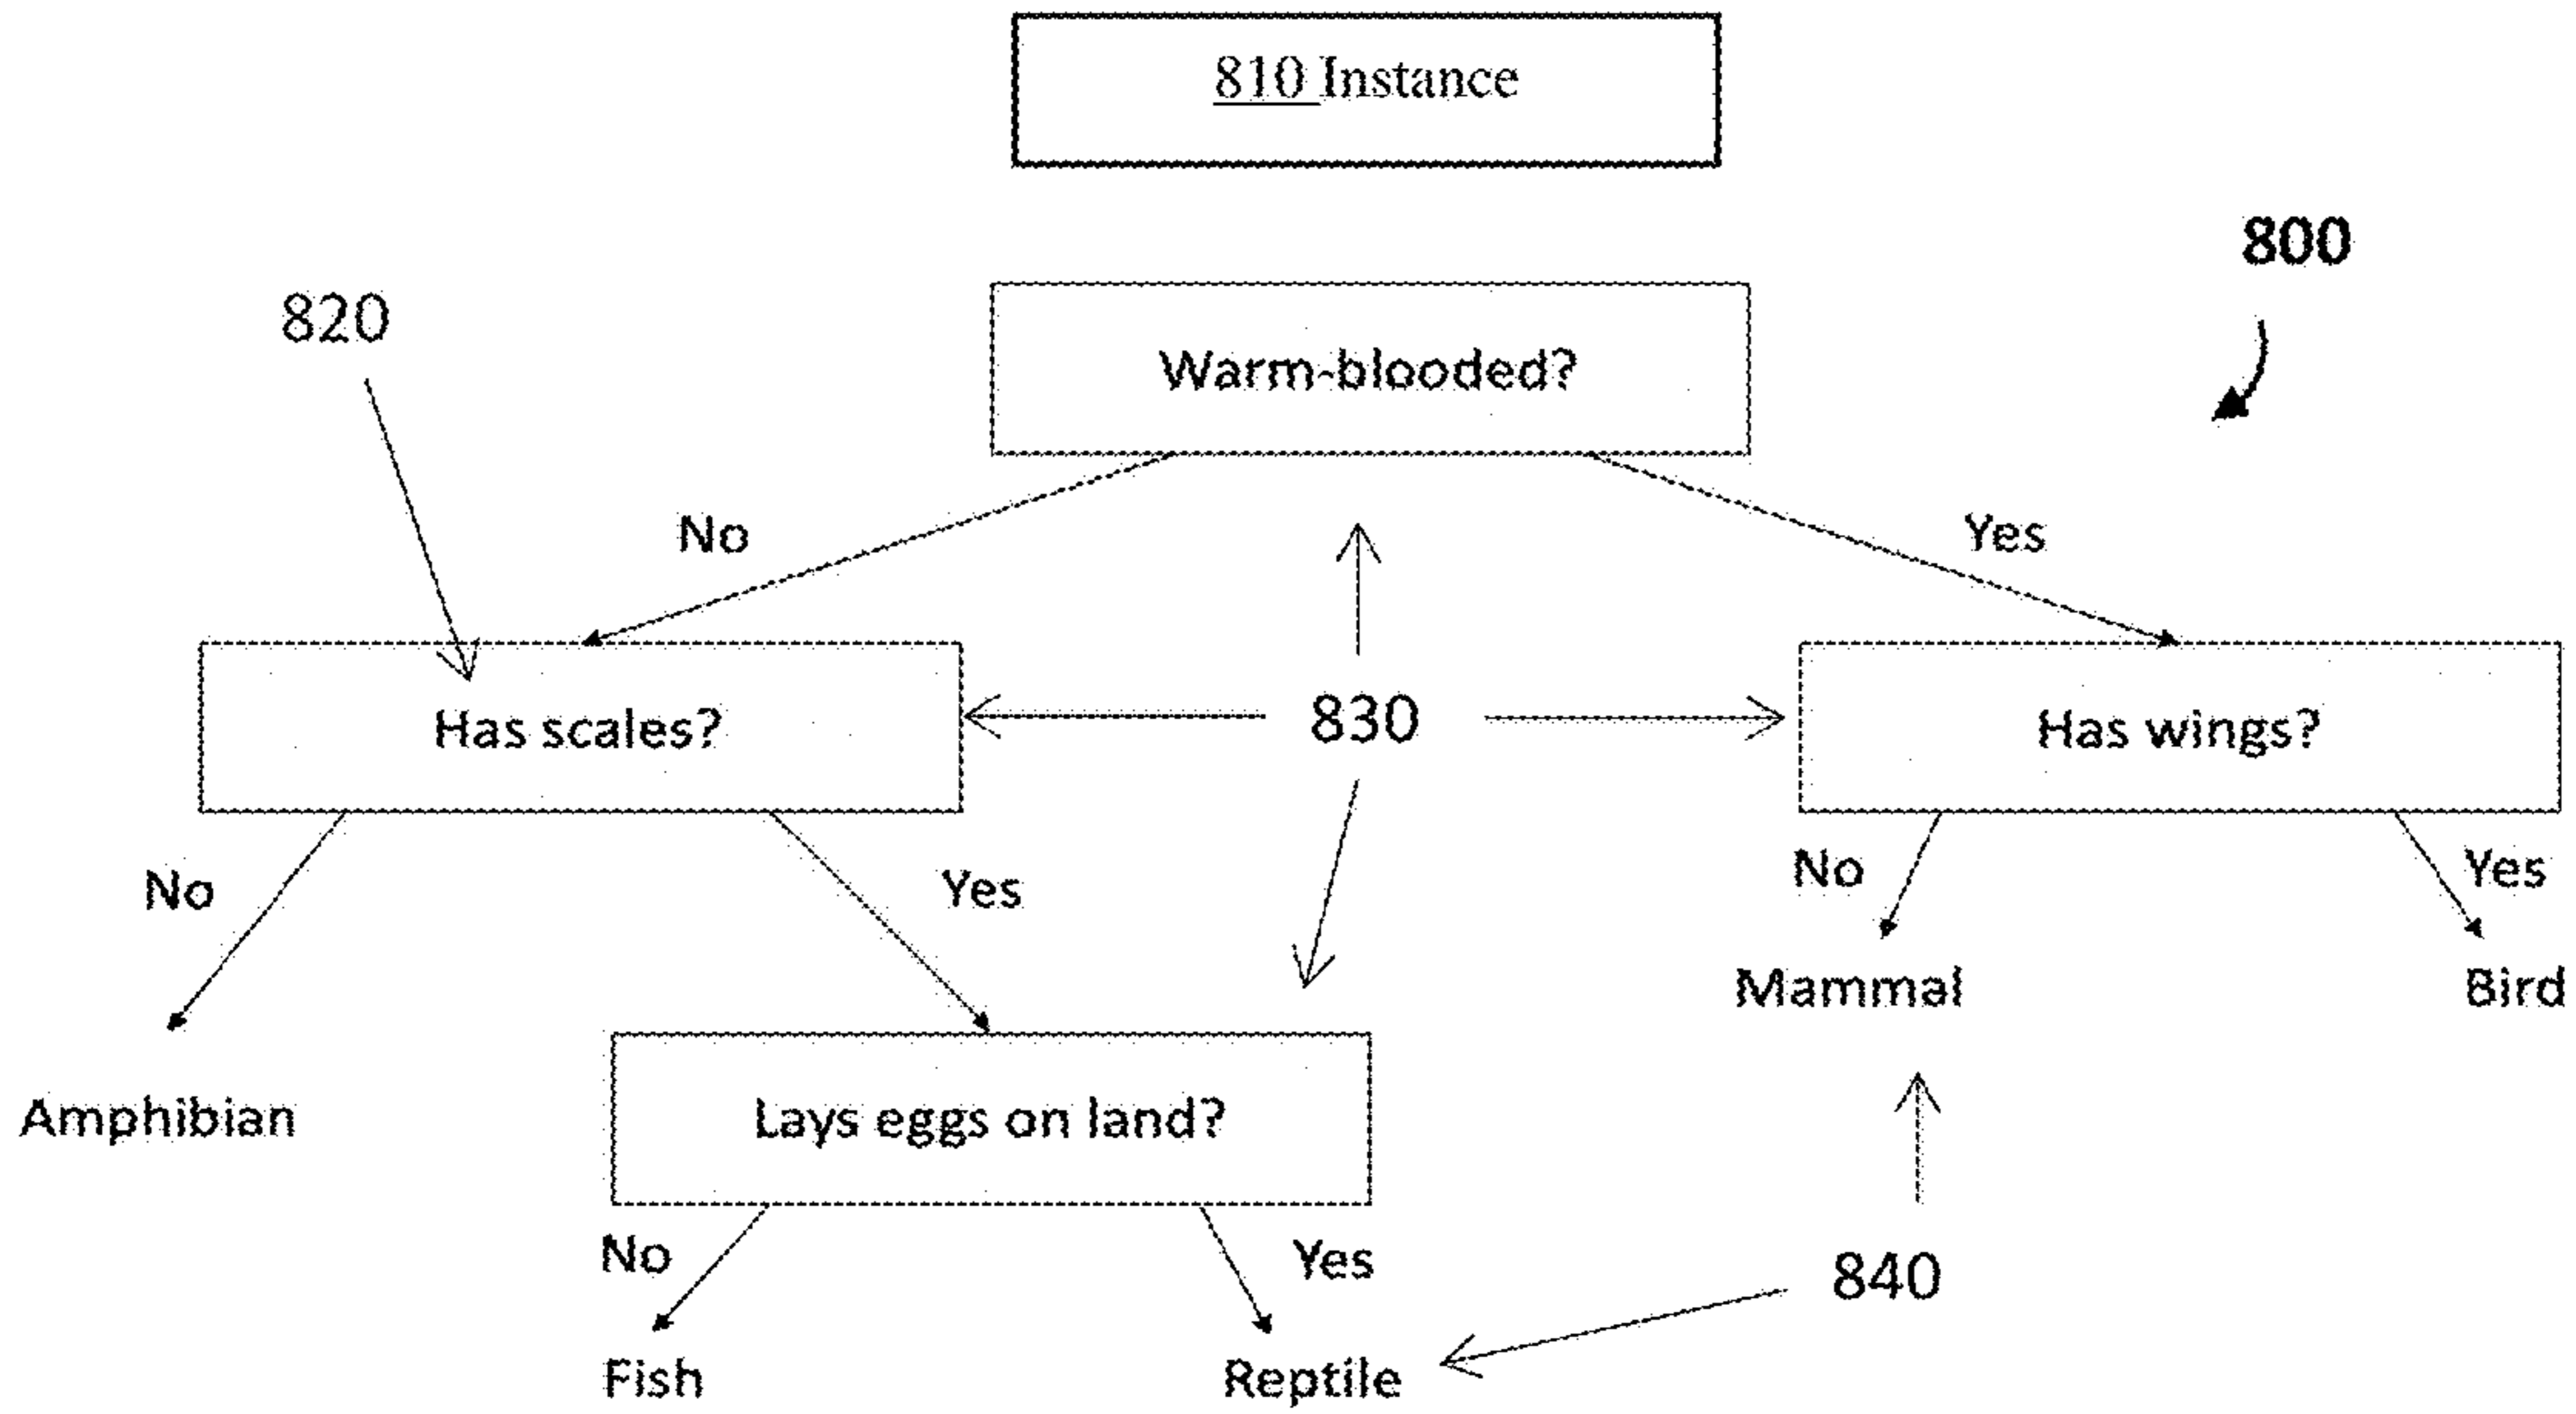 810 Instance
800
820
Warm-blooded?
No
Yes
Has scales?
830
Has wings?
No
Yes
No
Yes
Mammal
Bird
Amphibian
Lays eggs on land?
No
Yes
840
Fish
Reptile